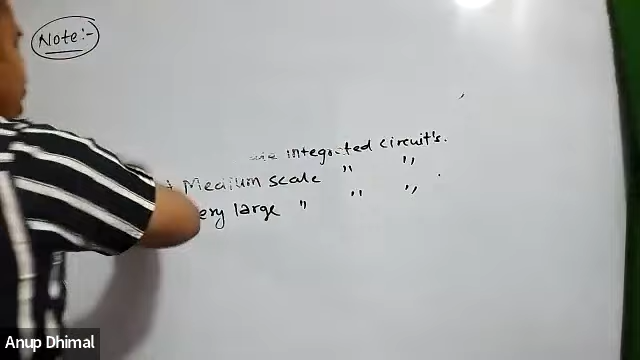 Note:-
integrated circuit's.
Medium scale " "
ery large " " "
Anup Dhimal